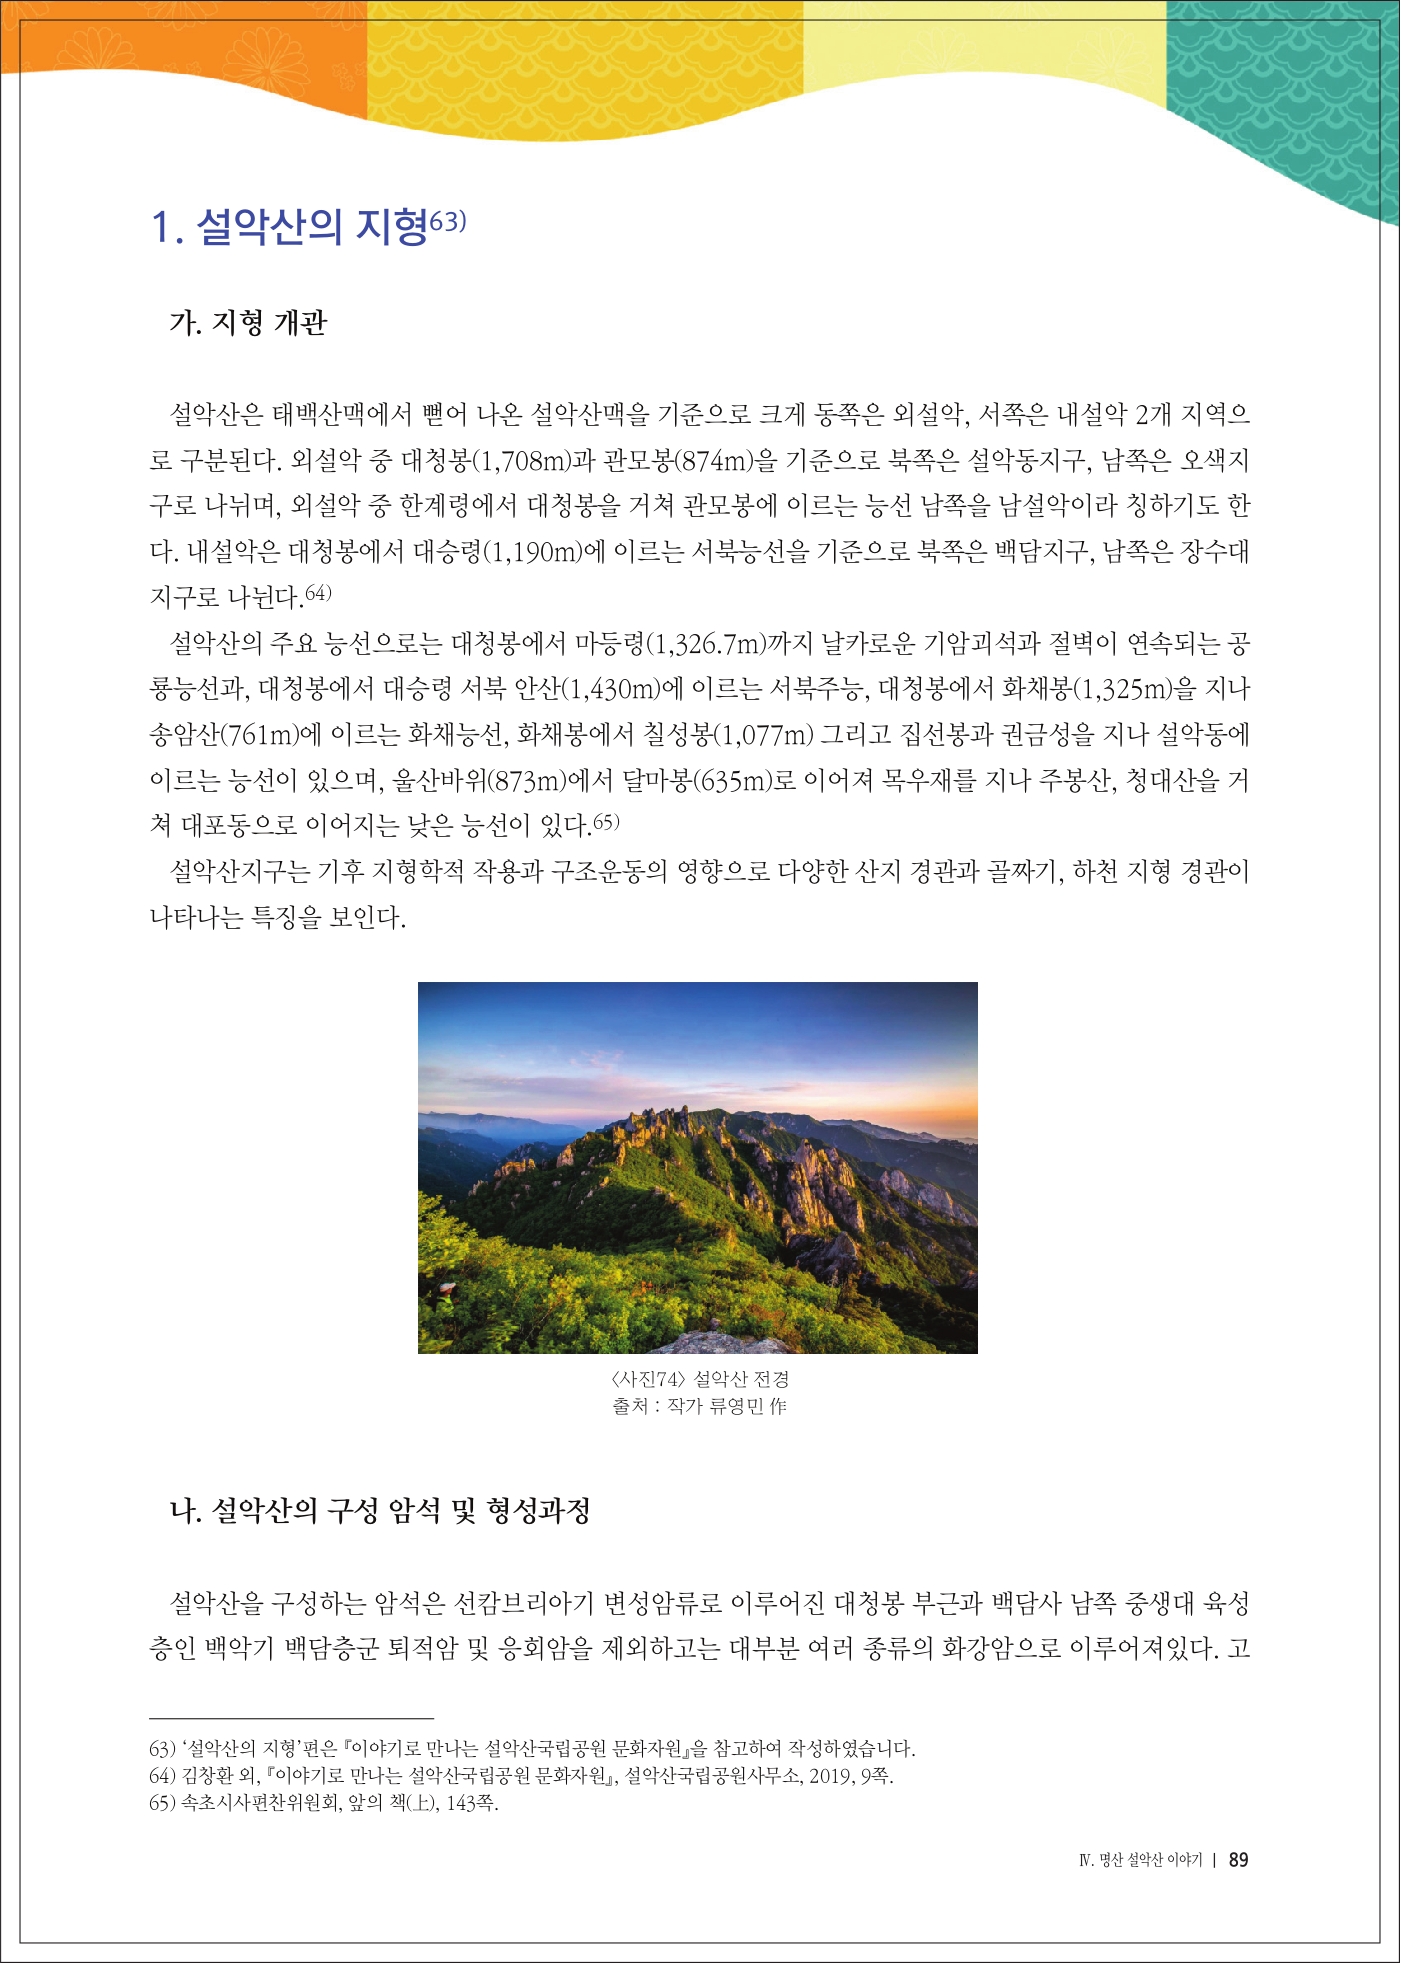 1. 설악산의 지형63)
가. 지형 개관
설악산은 태백산맥에서 뻗어 나온 설악산맥을 기준으로 크게 동쪽은 외설악, 서쪽은 내설악 2개 지역으
로 구분된다. 외설악 중 대청봉(1,708m)과 관모봉(874m)을 기준으로 북쪽은 설악동지구, 남쪽은 오색지
구로 나뉘며, 외설악 중 한계령에서 대청봉을 거쳐 관모봉에 이르는 능선 남쪽을 남설악이라 칭하기도 한
다. 내설악은 대청봉에서 대승령(1,190m)에 이르는 서북능선을 기준으로 북쪽은 백담지구, 남쪽은 장수대
지구로 나뉜다.64)
설악산의 주요 능선으로는 대청봉에서 마등령(1,326.7m)까지 날카로운 기암괴석과 절벽이 연속되는 공
룡능선과, 대청봉에서 대승령 서북 안산(1,430m)에 이르는 서북주능, 대청봉에서 화채봉(1,325m)을 지나
송암산(761m)에 이르는 화채능선, 화채봉에서 칠성봉(1,077m) 그리고 집선봉과 권금성을 지나 설악동에
이르는 능선이 있으며, 울산바위(873m)에서 달마봉(635m)로 이어져 목우재를 지나 주봉산, 청대산을 거
쳐 대포동으로 이어지는 낮은 능선이 있다.65)
설악산지구는 기후 지형학적 작용과 구조운동의 영향으로 다양한 산지 경관과 골짜기, 하천 지형 경관이
나타나는 특징을 보인다.
〈사진74〉 설악산 전경
출처 : 작가 류영민 作
나. 설악산의 구성 암석 및 형성과정
설악산을 구성하는 암석은 선캄브리아기 변성암류로 이루어진 대청봉 부근과 백담사 남쪽 중생대 육성
층인 백악기 백담층군 퇴적암 및 응회암을 제외하고는 대부분 여러 종류의 화강암으로 이루어져있다. 고
63) ‘설악산의 지형’편은 『이야기로 만나는 설악산국립공원 문화자원』을 참고하여 작성하였습니다.
64) 김창환 외, 『이야기로 만나는 설악산국립공원 문화자원』, 설악산국립공원사무소, 2019, 9쪽.
65) 속초시사편찬위원회, 앞의 책(上), 143쪽.
Ⅳ. 명산 설악산 이야기 | 89